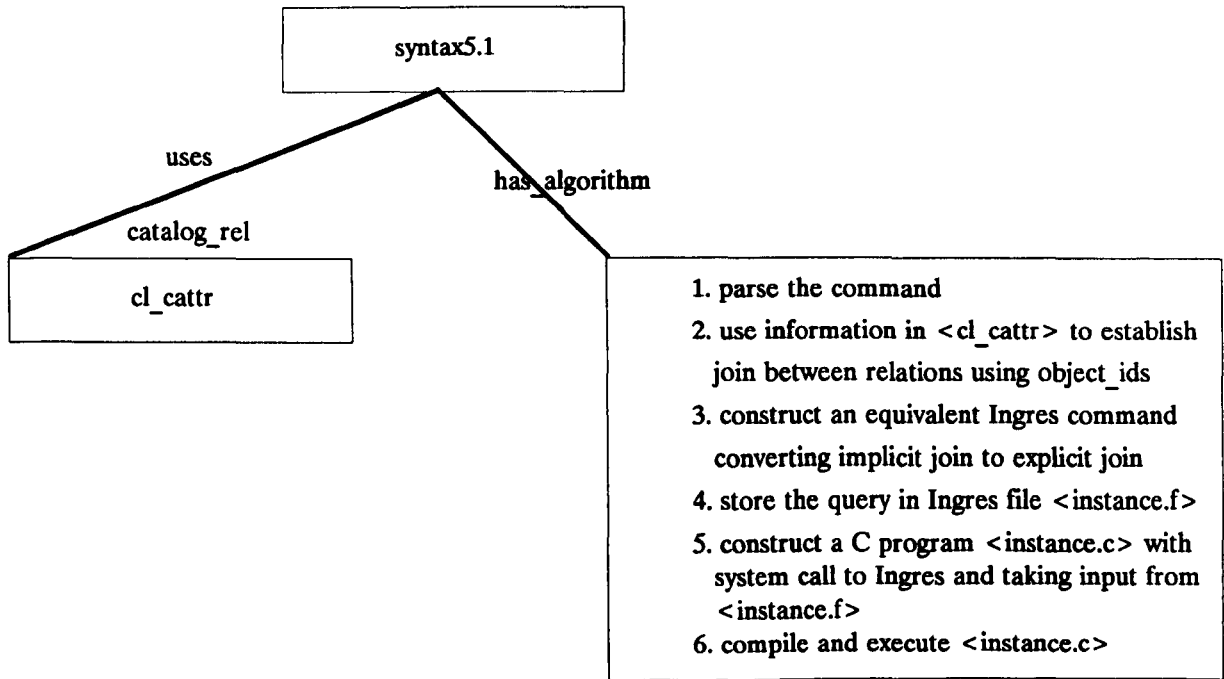 syntax5.1
uses
has_algorithm
catalog_rel
cl_cattr
1. parse the command
2. use information in <cl_cattr> to establish
join between relations using object_ids
3. construct an equivalent Ingres command
converting implicit join to explicit join
4. store the query in Ingres file <instance.f>
5. construct a C program <instance.c> with
system call to Ingres and taking input from
<instance.f>
6. compile and execute <instance.c>